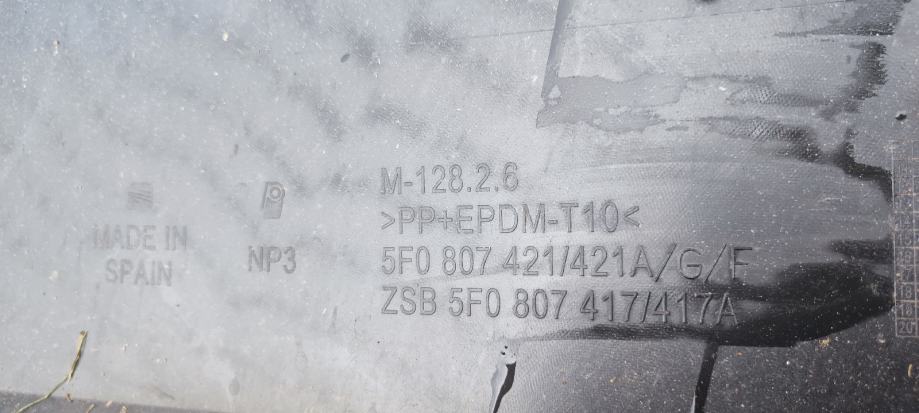 M-128.2.6
>PP+EPDM-T10<
5F0 807 421/421A/G/F
ZSB 5F0 807 417/417A
MADE IN
SPAIN
NP3